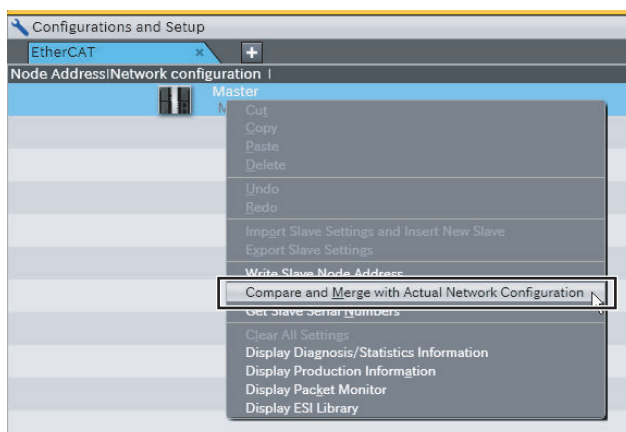 Configurations and Setup
EtherCAT × +
Node Address|Network configuration |
Master
M
Cut
Copy
Paste
Delete
Undo
Redo
Import Slave Settings and Insert New Slave
Export Slave Settings
Write Slave Node Address
Compare and Merge with Actual Network Configuration
Get Slave Serial Numbers
Clear All Settings
Display Diagnosis/Statistics Information
Display Production Information
Display Packet Monitor
Display ESI Library